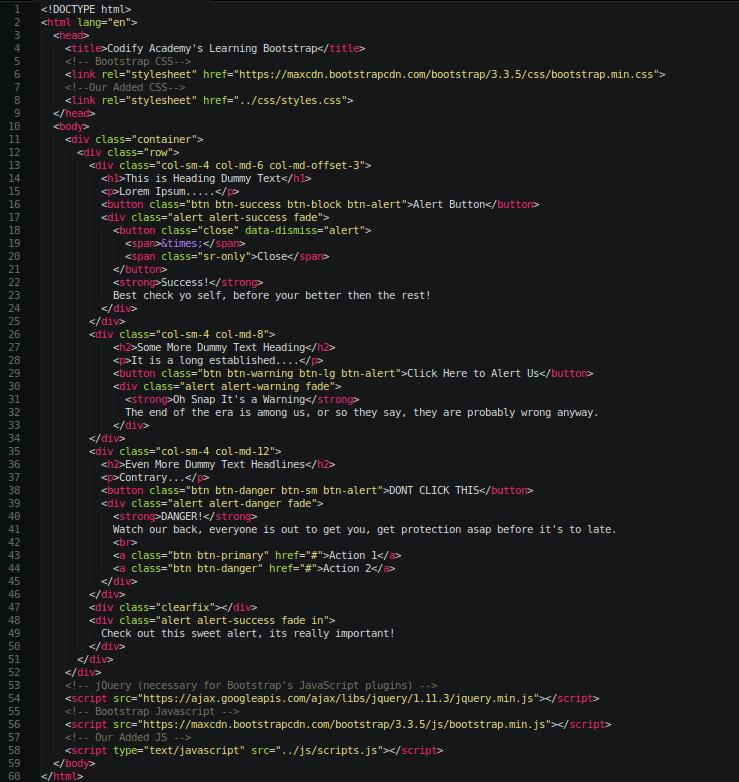 1 <!DOCTYPE html>
2 <html lang="en">
3 <head>
4 <title>Codify Academy's Learning Bootstrap</title>
5 <!-- Bootstrap CSS-->
6 <link rel="stylesheet" href="https://maxcdn.bootstrapcdn.com/bootstrap/3.3.5/css/bootstrap.min.css">
7 <!--Our Added CSS-->
8 <link rel="stylesheet" href="../css/styles.css">
9 </head>
10 <body>
11 <div class="container">
12 <div class="row">
13 <div class="col-sm-4 col-md-6 col-md-offset-3">
14 <h1>This is Heading Dummy Text</h1>
15 <p>Lorem Ipsum.....</p>
16 <button class="btn btn-success btn-block btn-alert">Alert Button</button>
17 <div class="alert alert-success fade">
18 <button class="close" data-dismiss="alert">
19 <span>&times;</span>
20 <span class="sr-only">Close</span>
21 </button>
22 <strong>Success!</strong>
23 Best check yo self, before your better then the rest!
24 </div>
25 </div>
26 <div class="col-sm-4 col-md-8">
27 <h2>Some More Dummy Text Heading</h2>
28 <p>It is a long established....</p>
29 <button class="btn btn-warning btn-lg btn-alert">Click Here to Alert Us</button>
30 <div class="alert alert-warning fade">
31 <strong>Oh Snap It's a Warning</strong>
32 The end of the era is among us, or so they say, they are probably wrong anyway.
33 </div>
34 </div>
35 <div class="col-sm-4 col-md-12">
36 <h2>Even More Dummy Text Headlines</h2>
37 <p>Contrary...</p>
38 <button class="btn btn-danger btn-sm btn-alert">DONT CLICK THIS</button>
39 <div class="alert alert-danger fade">
40 <strong>DANGER!</strong>
41 Watch our back, everyone is out to get you, get protection asap before it's to late.
42 <br>
43 <a class="btn btn-primary" href="#">Action 1</a>
44 <a class="btn btn-danger" href="#">Action 2</a>
45 </div>
46 </div>
47 <div class="clearfix"></div>
48 <div class="alert alert-success fade in">
49 Check out this sweet alert, its really important!
50 </div>
51 </div>
52 </div>
53 <!-- jQuery (necessary for Bootstrap's JavaScript plugins) -->
54 <script src="https://ajax.googleapis.com/ajax/libs/jquery/1.11.3/jquery.min.js"></script>
55 <!-- Bootstrap Javascript -->
56 <script src="https://maxcdn.bootstrapcdn.com/bootstrap/3.3.5/js/bootstrap.min.js"></script>
57 <!-- Our Added JS -->
58 <script type="text/javascript" src="../js/scripts.js"></script>
59 </body>
60 </html>